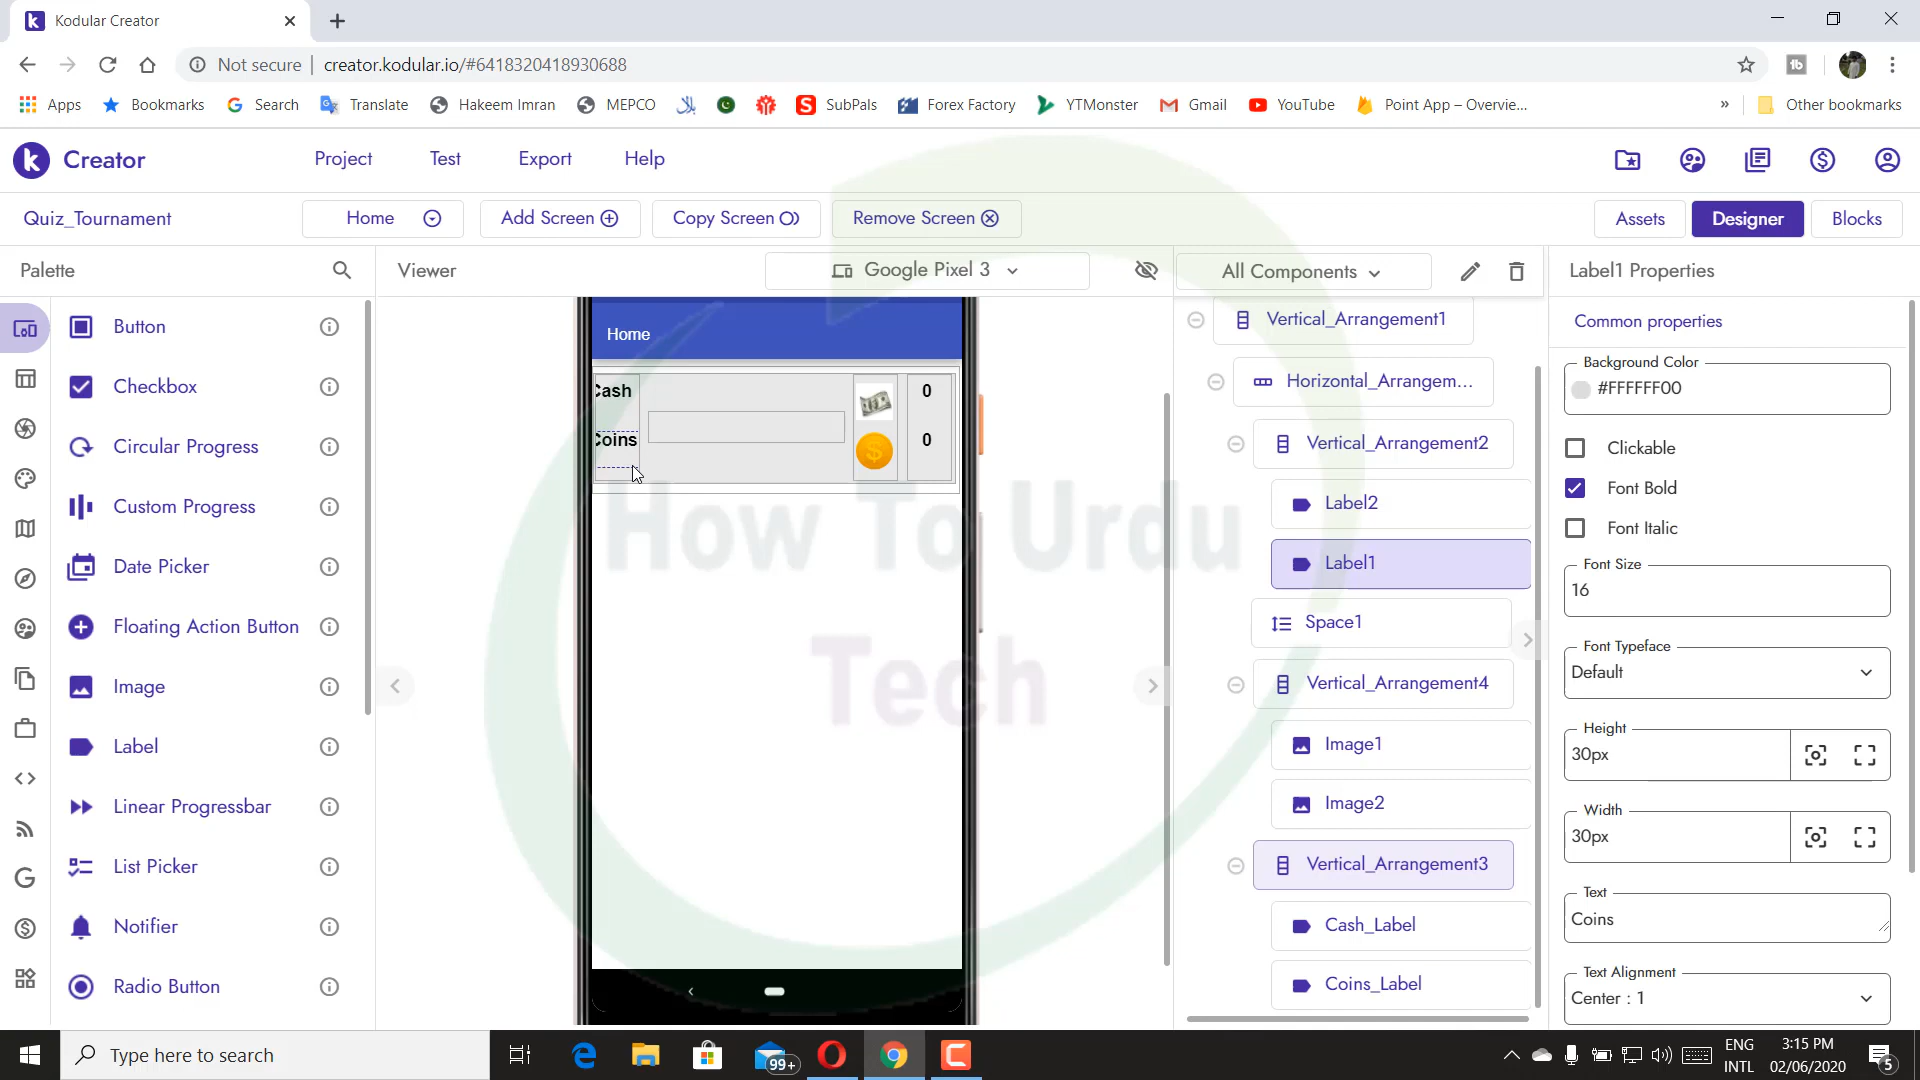 Kodular Creator
Not secure
creator.kodular.io/#6418320418930688
Apps
Bookmarks
Search
Translate
Hakeem Imran
MEPCO
SubPals
Forex Factory
YTMonster
Gmail
YouTube
Point App – Overvie...
»
Other bookmarks
Creator
Project
Test
Export
Help
Quiz_Tournament
Home
Add Screen
Copy Screen
Remove Screen
Assets
Designer
Blocks
Palette
Viewer
Google Pixel 3
All Components
Label1 Properties
Button
Checkbox
Circular Progress
Custom Progress
Date Picker
Floating Action Button
Image
Label
Linear Progressbar
List Picker
Notifier
Radio Button
Home
Cash
0
Coins
0
How To Urdu
Tech
Vertical_Arrangement1
Horizontal_Arrangem...
Vertical_Arrangement2
Label2
Label1
Space1
Vertical_Arrangement4
Image1
Image2
Vertical_Arrangement3
Cash_Label
Coins_Label
Common properties
Background Color
#FFFFFF00
Clickable
Font Bold
Font Italic
Font Size
16
Font Typeface
Default
Height
30px
Width
30px
Text
Coins
Text Alignment
Center : 1
Type here to search
99+
ENG
INTL
3:15 PM
02/06/2020
5